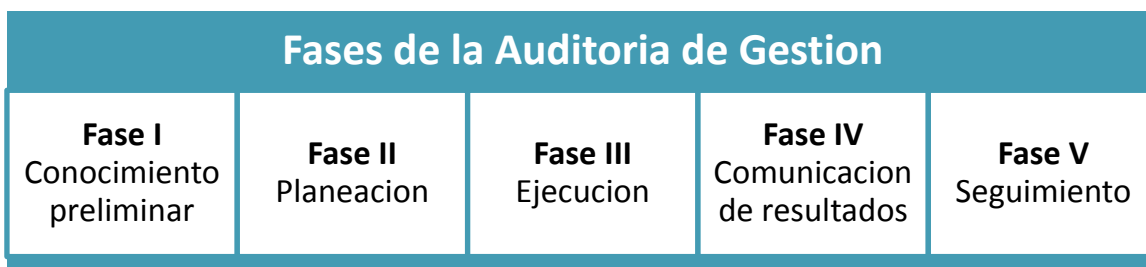 Fases de la Auditoria de Gestion
Fase I
Conocimiento
preliminar
Fase II
Planeacion
Fase III
Ejecucion
Fase IV
Comunicacion
de resultados
Fase V
Seguimiento